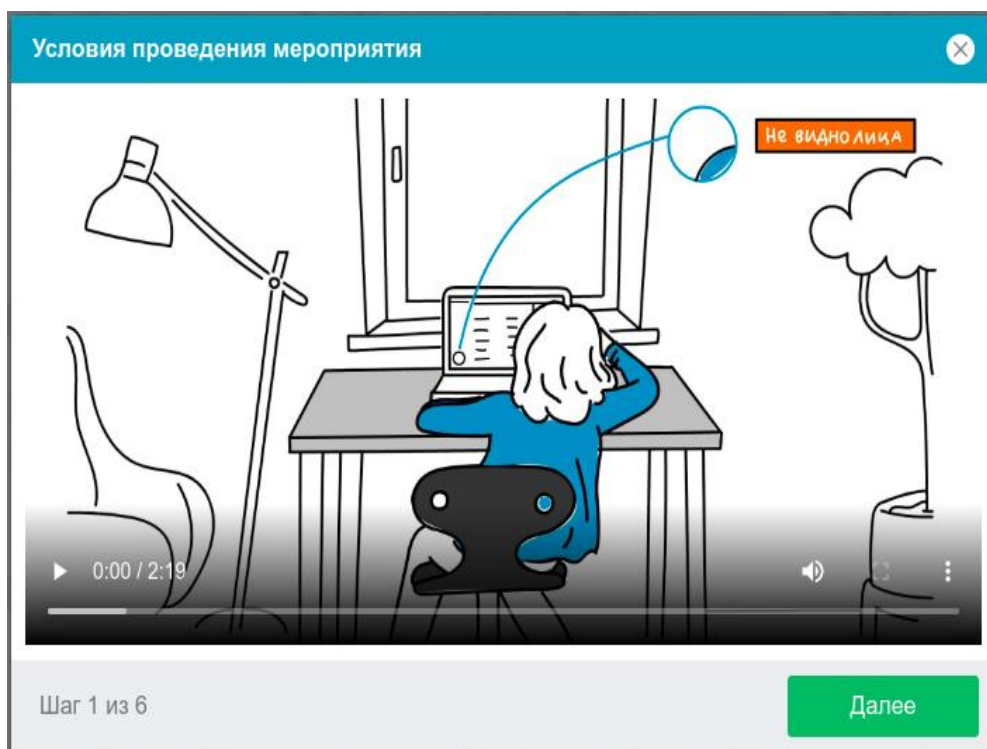 Условия проведения мероприятия
Не видно лица
0:00 / 2:19
Шаг 1 из 6
Далее